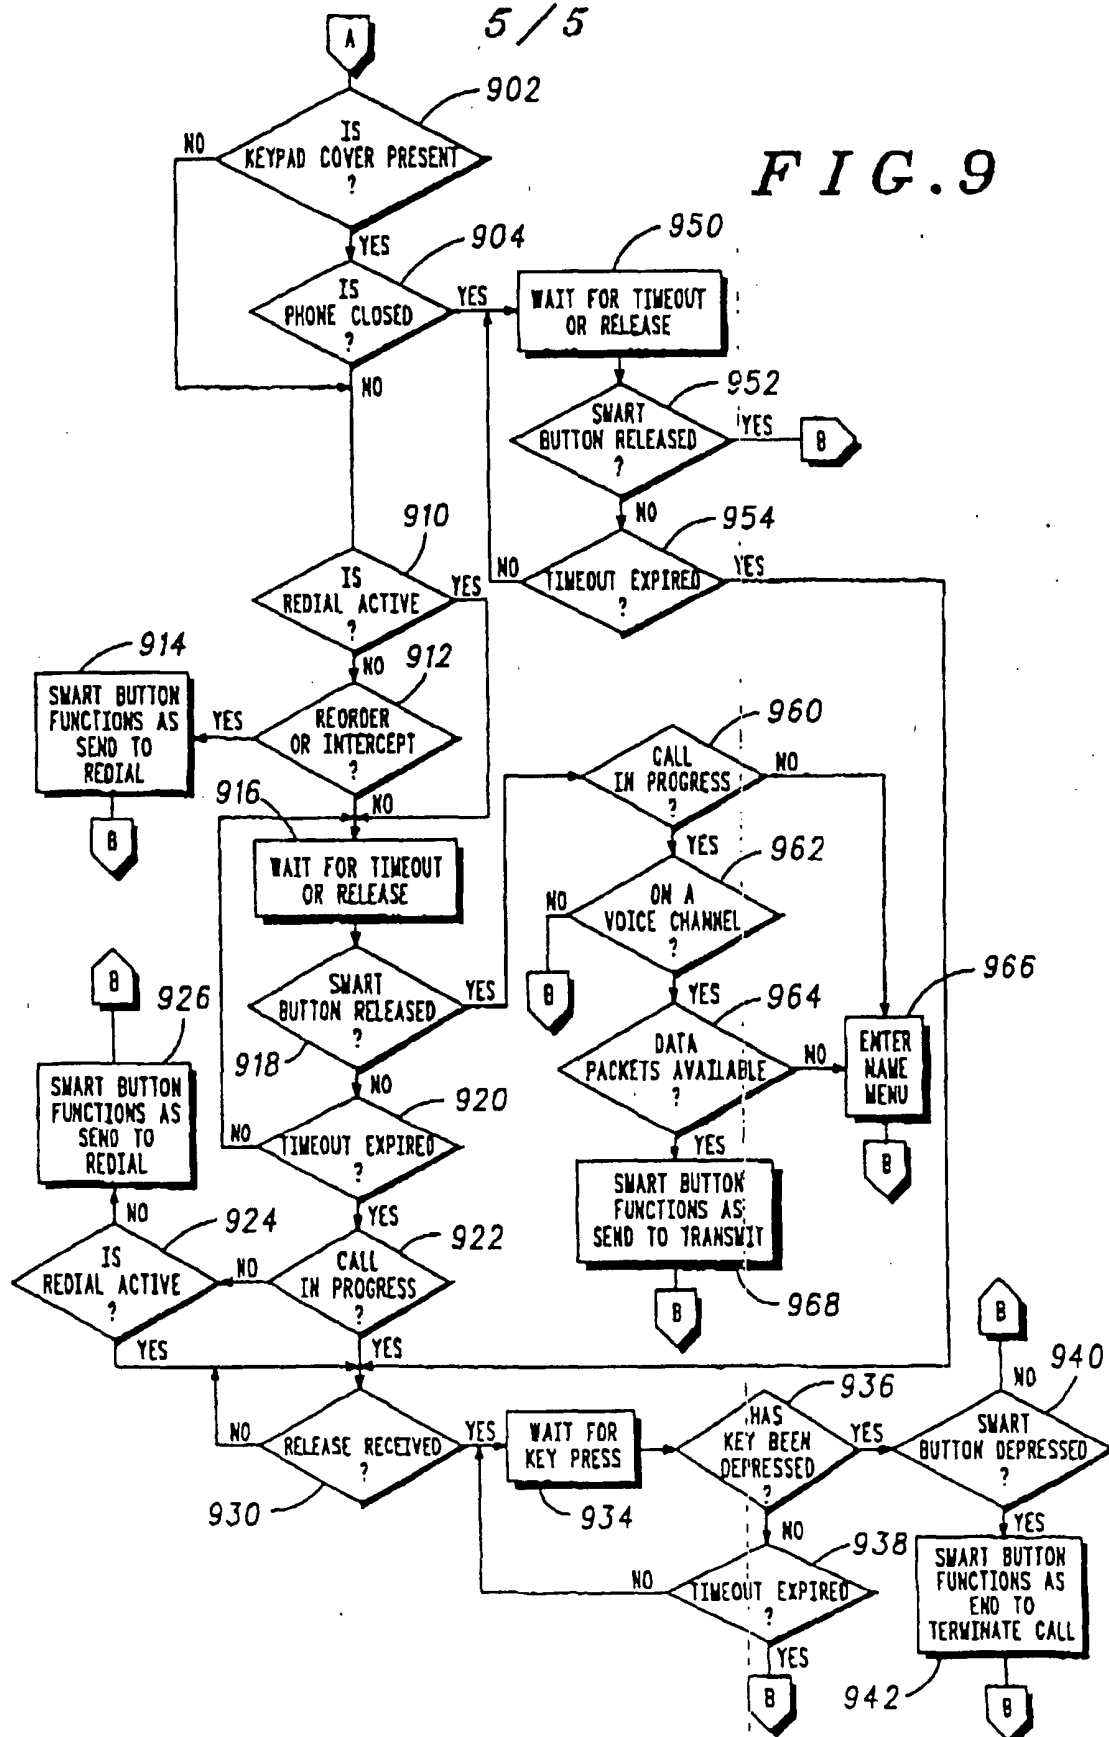 5/5
A
902
IS
KEYPAD COVER PRESENT
?
NO
FIG. 9
YES
904
IS
PHONE CLOSED
?
YES
NO
950
WAIT FOR TIMEOUT
OR RELEASE
952
SMART
BUTTON RELEASED
?
YES
B
NO
954
TIMEOUT EXPIRED
?
NO
YES
910
IS
REDIAL ACTIVE
?
YES
NO
912
REORDER
OR INTERCEPT
?
YES
NO
914
SMART BUTTON
FUNCTIONS AS
SEND TO
REDIAL
B
916
WAIT FOR TIMEOUT
OR RELEASE
SMART
BUTTON RELEASED
?
918
YES
NO
920
TIMEOUT EXPIRED
?
NO
YES
922
CALL
IN PROGRESS
?
NO
YES
924
IS
REDIAL ACTIVE
?
NO
YES
926
SMART BUTTON
FUNCTIONS AS
SEND TO
REDIAL
B
960
CALL
IN PROGRESS
?
NO
YES
962
ON A
VOICE CHANNEL
?
NO
B
YES
964
DATA
PACKETS AVAILABLE
?
NO
YES
966
ENTER
NAME
MENU
B
SMART BUTTON
FUNCTIONS AS
SEND TO TRANSMIT
968
B
RELEASE RECEIVED
?
930
NO
YES
WAIT FOR
KEY PRESS
934
936
HAS
KEY BEEN
DEPRESSED
?
YES
NO
938
TIMEOUT EXPIRED
?
NO
YES
B
940
SMART
BUTTON DEPRESSED
?
NO
B
YES
SMART BUTTON
FUNCTIONS AS
END TO
TERMINATE CALL
942
B